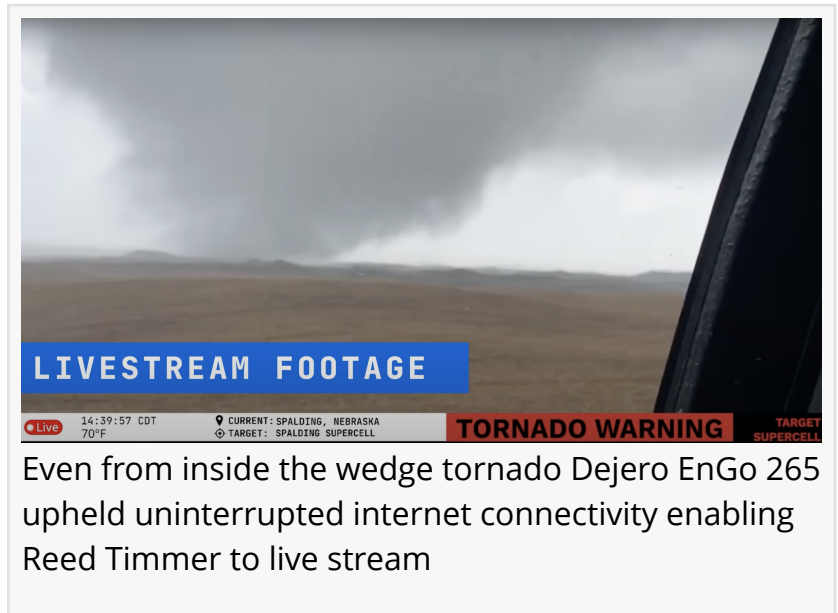 LIVESTREAM FOOTAGE
Live
14:39:57 CDT
70°F
CURRENT: SPALDING, NEBRASKA
TARGET: SPALDING SUPERCELL
TORNADO WARNING
TARGET
SUPERCELL
Even from inside the wedge tornado Dejero EnGo 265
upheld uninterrupted internet connectivity enabling
Reed Timmer to live stream